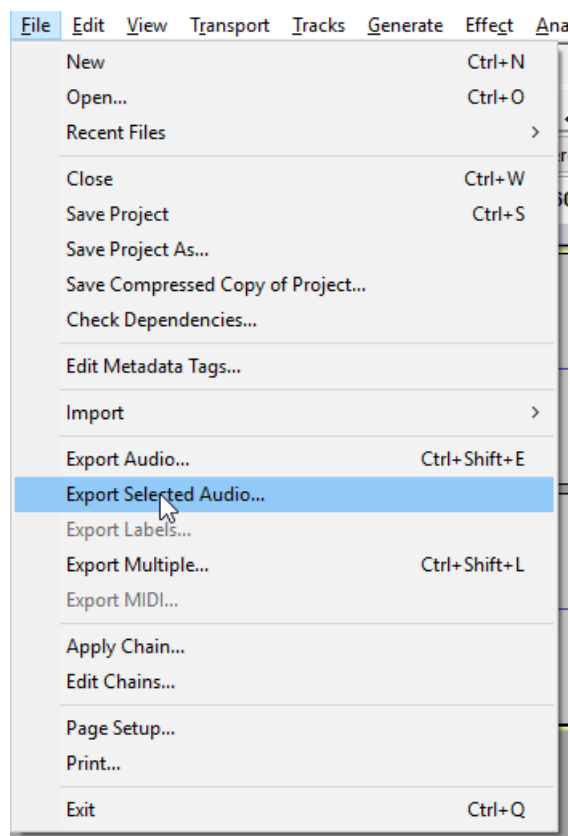 File Edit View Transport Tracks Generate Effect Ana
New Ctrl+N
Open... Ctrl+O
Recent Files >
Close Ctrl+W
Save Project Ctrl+S
Save Project As...
Save Compressed Copy of Project...
Check Dependencies...
Edit Metadata Tags...
Import >
Export Audio... Ctrl+Shift+E
Export Selected Audio...
Export Labels...
Export Multiple... Ctrl+Shift+L
Export MIDI...
Apply Chain...
Edit Chains...
Page Setup...
Print...
Exit Ctrl+Q